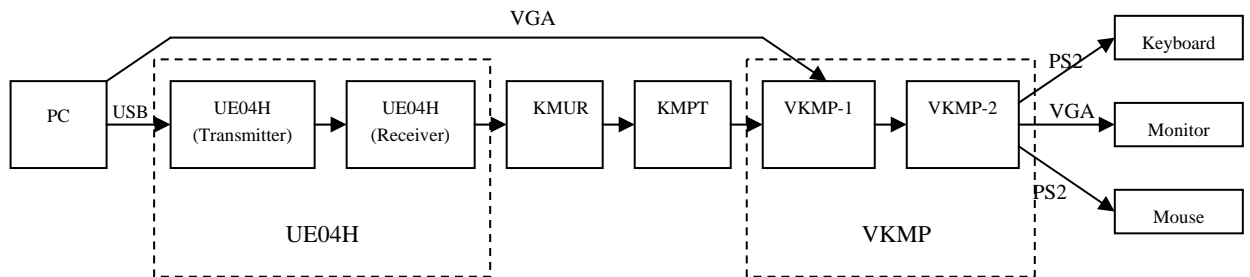 VGA
PC
USB
UE04H
(Transmitter)
UE04H
(Receiver)
KMUR
KMPT
VKMP-1
VKMP-2
PS2
Keyboard
VGA
Monitor
PS2
Mouse
UE04H
VKMP